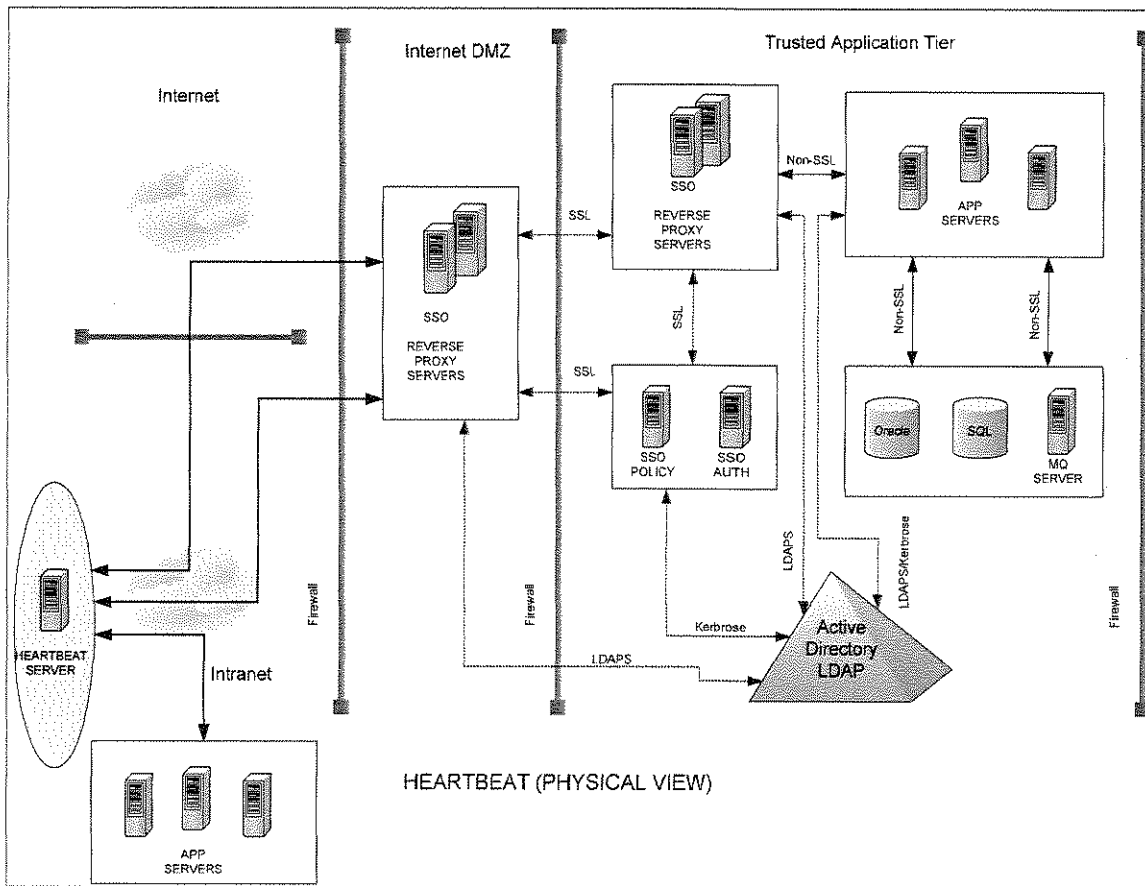 Internet DMZ
Trusted Application Tier
Internet
SSO
REVERSE
PROXY
SERVERS
Non-SSL
APP
SERVERS
SSL
SSO
REVERSE
PROXY
SERVERS
SSL
Non-SSL
Non-SSL
SSL
SSO
POLICY
SSO
AUTH
Oracle
SQL
MQ
SERVER
LDAPS
LDAPS/Kerbrose
Firewall
Firewall
Firewall
HEARTBEAT
SERVER
Intranet
Kerbrose
LDAPS
Active
Directory
LDAP
HEARTBEAT (PHYSICAL VIEW)
APP
SERVERS